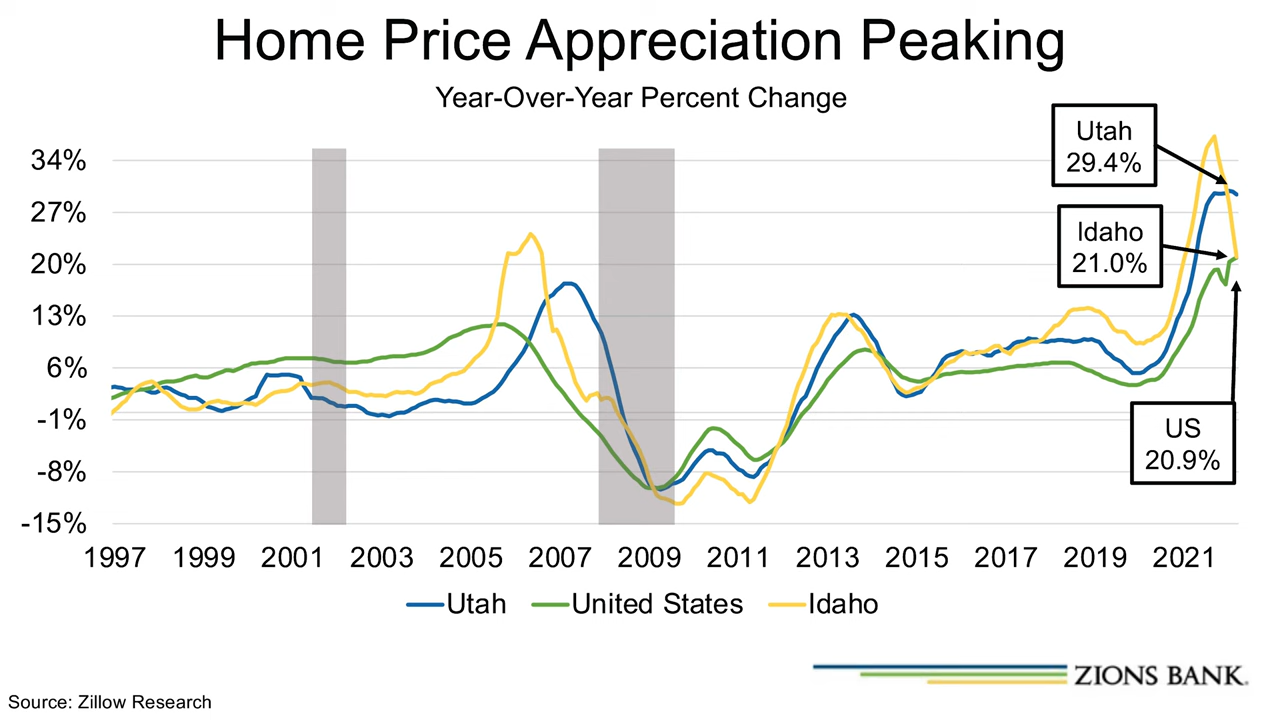 Home Price Appreciation Peaking
Year-Over-Year Percent Change
34%
27%
20%
13%
6%
-1%
-8%
-15%
Utah
29.4%
Idaho
21.0%
US
20.9%
1997 1999 2001 2003 2005 2007 2009 2011 2013 2015 2017 2019 2021
Utah United States Idaho
ZIONS BANK.
Source: Zillow Research